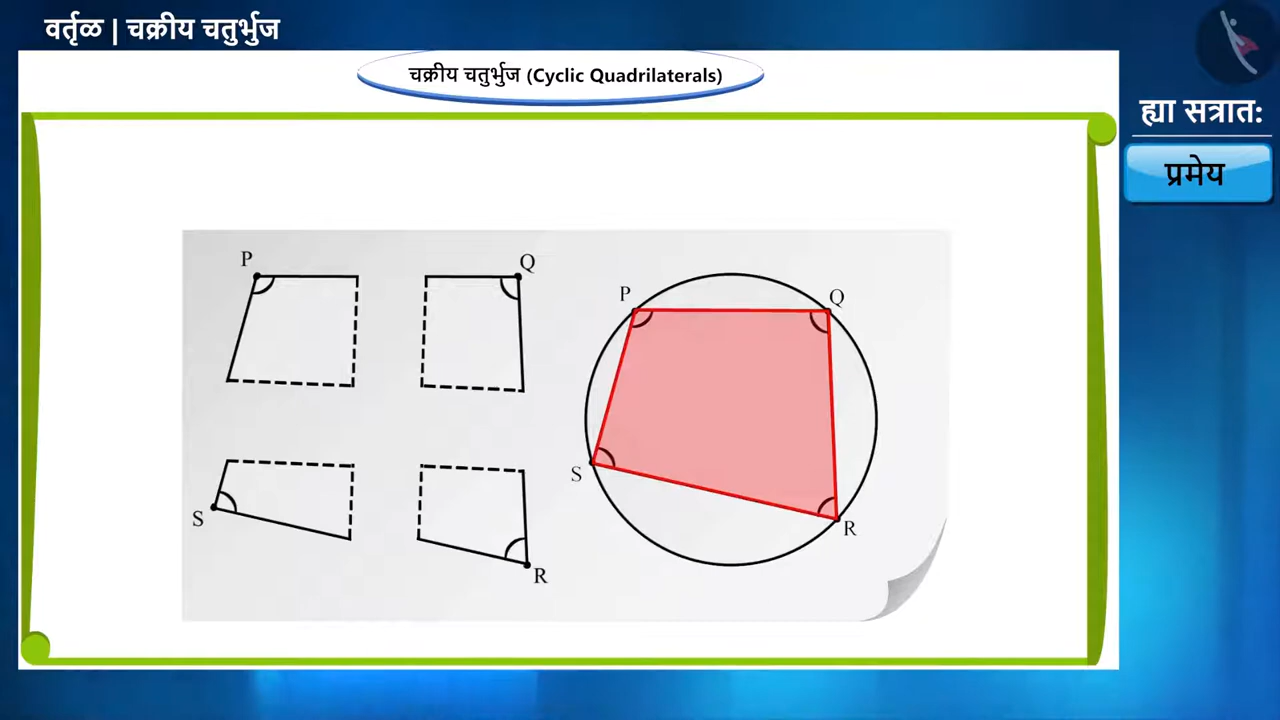 वर्तृळ | चक्रीय चतुर्भुज
चक्रीय चतुर्भुज (Cyclic Quadrilaterals)
ह्या सत्रात:
प्रमेय
P
Q
S
R
P
Q
S
R